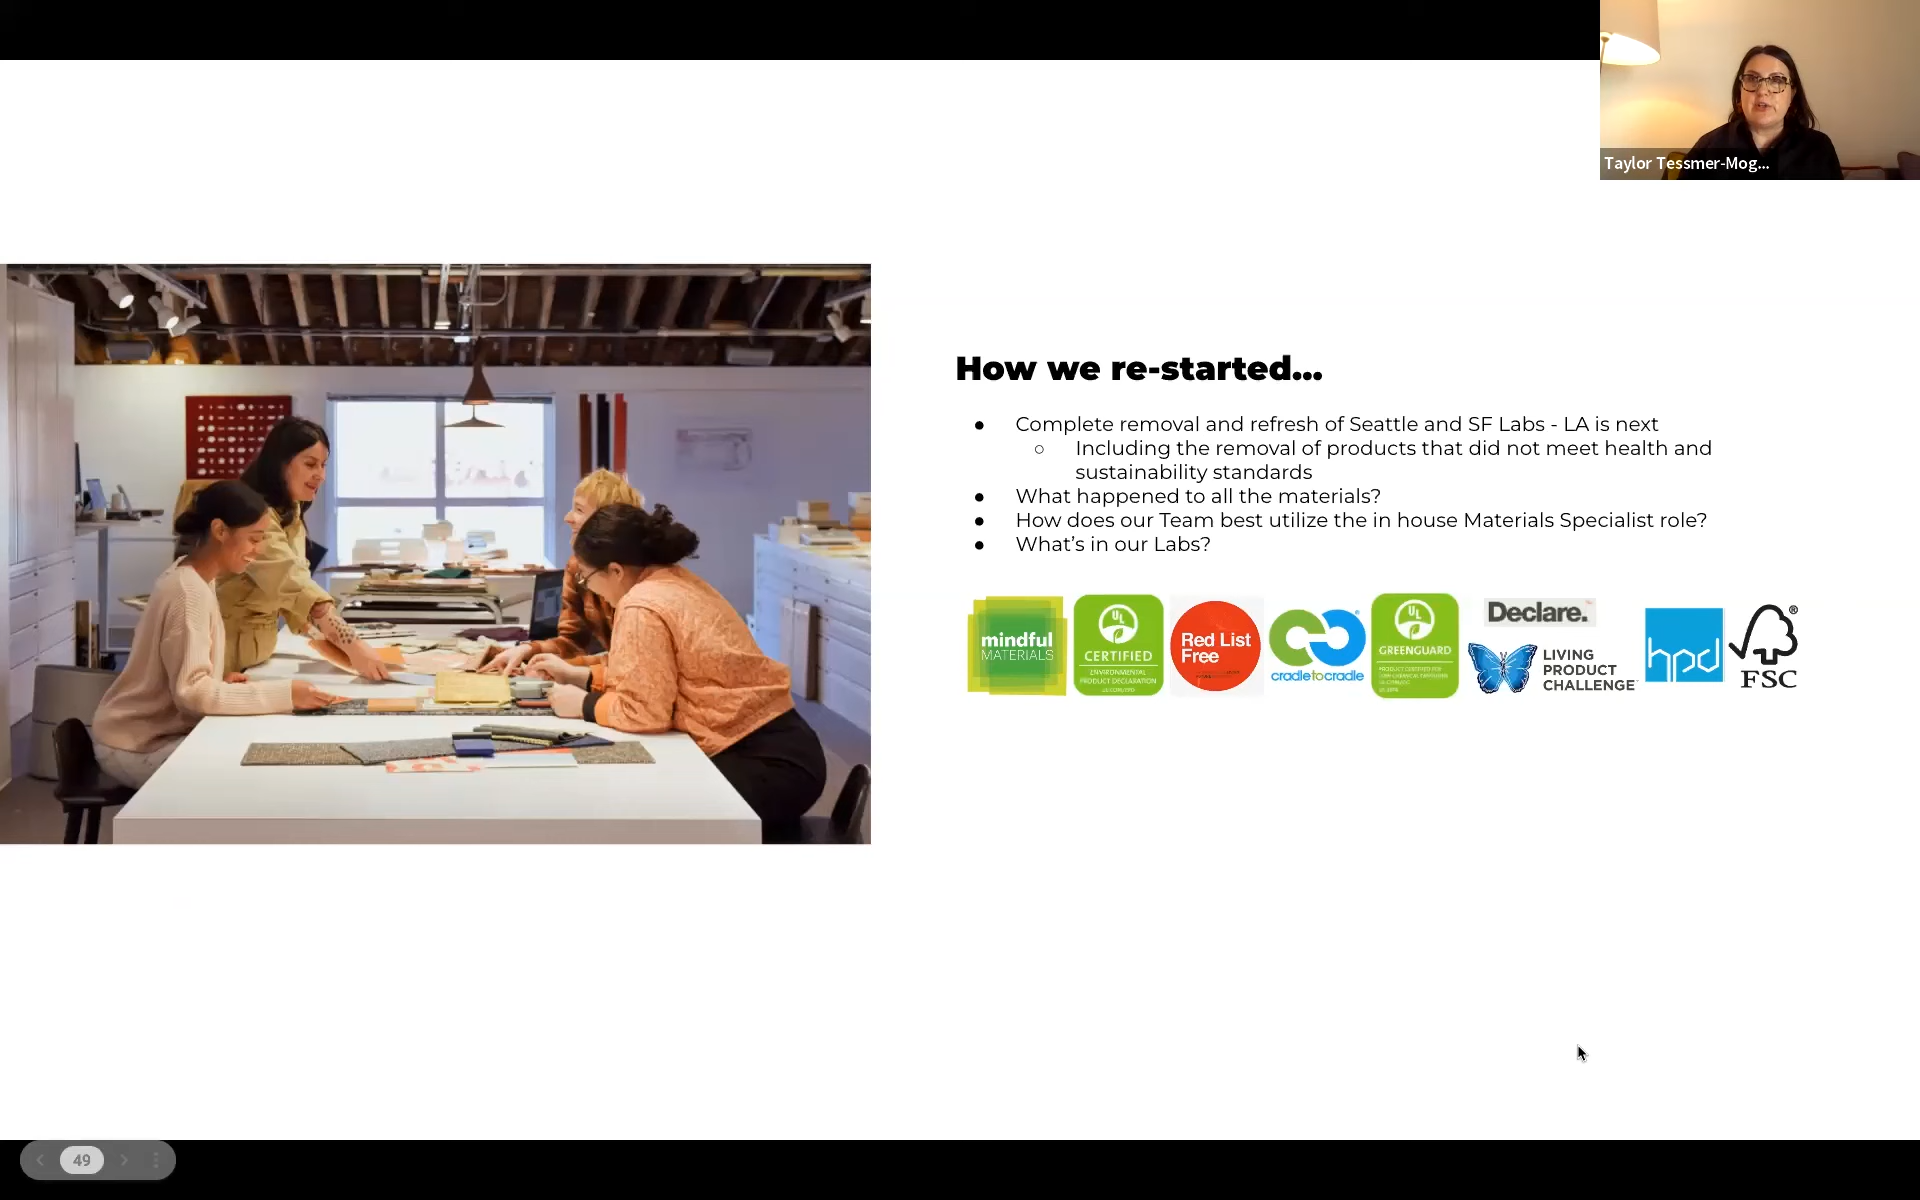 Taylor Tessmer-Mog...
How we re-started...
● Complete removal and refresh of Seattle and SF Labs - LA is next
○ Including the removal of products that did not meet health and
sustainability standards
● What happened to all the materials?
● How does our Team best utilize the in house Materials Specialist role?
● What's in our Labs?
mindful
MATERIALS
UL
CERTIFIED
ENVIRONMENTAL
PRODUCT DECLARATION
Red List
Free
cradletocradle
UL
GREENGUARD
Declare.
LIVING
PRODUCT
CHALLENGE
hpd
FSC
49